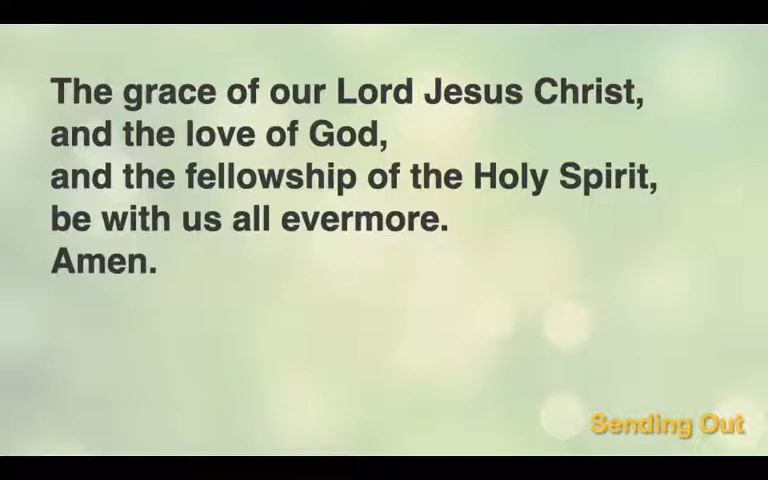 The grace of our Lord Jesus Christ,
and the love of God,
and the fellowship of the Holy Spirit,
be with us all evermore.
Amen.
Sending Out